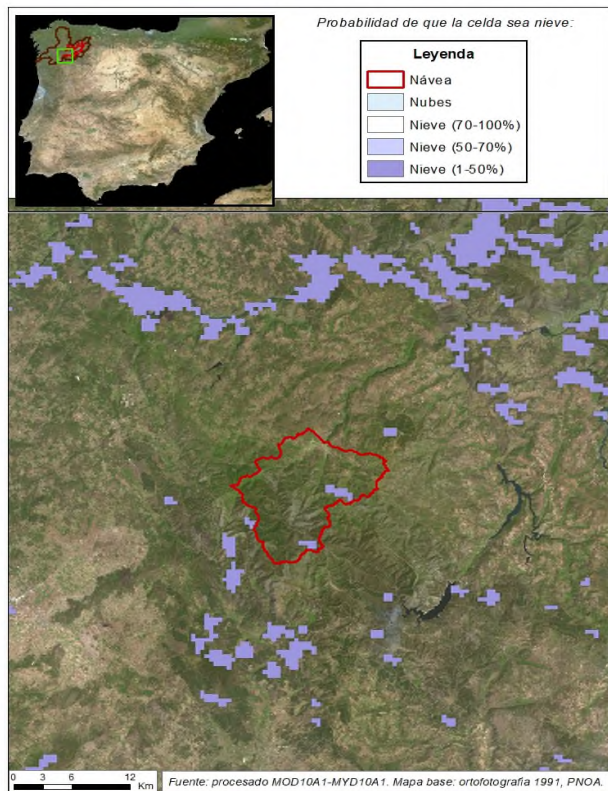 Probabilidad de que la celda sea nieve:
Leyenda
Návea
Nubes
Nieve (70-100%)
Nieve (50-70%)
Nieve (1-50%)
0 3 6 12
Km
Fuente: procesado MOD10A1-MYD10A1. Mapa base: ortofotografía 1991, PNOA.